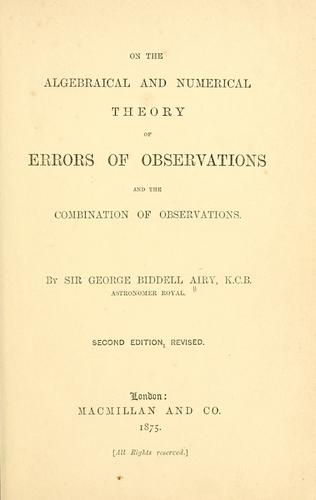 ON THE
ALGEBRAICAL AND NUMERICAL
THEORY
OF
ERRORS OF OBSERVATIONS
AND THE
COMBINATION OF OBSERVATIONS.
BY SIR GEORGE BIDDELL AIRY, K.C.B.
ASTRONOMER ROYAL.
SECOND EDITION, REVISED.
London:
MACMILLAN AND CO.
1875.
[All Rights reserved.]